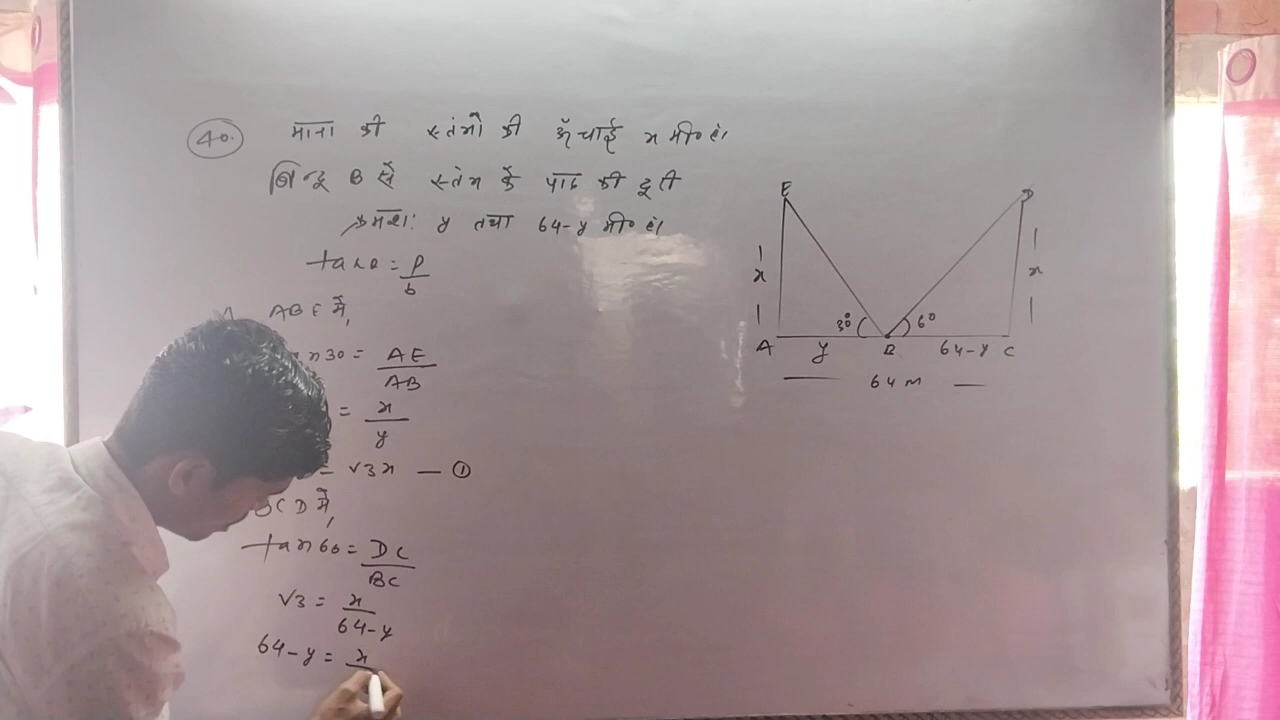 40. माना की स्तंभों की ऊँचाई x मी० है।
बिन्दू B से स्तंभ के पाद की दूरी
क्रमशः y तथा 64-y मी० है।
tanθ = p/b
ABE में,
n30 = AE/AB
= x/y
= √3x — ①
BCD में,
tan60 = DC/BC
√3 = x/64-y
64-y = x
E D
x x
30° 60
A y B 64-y C
64m